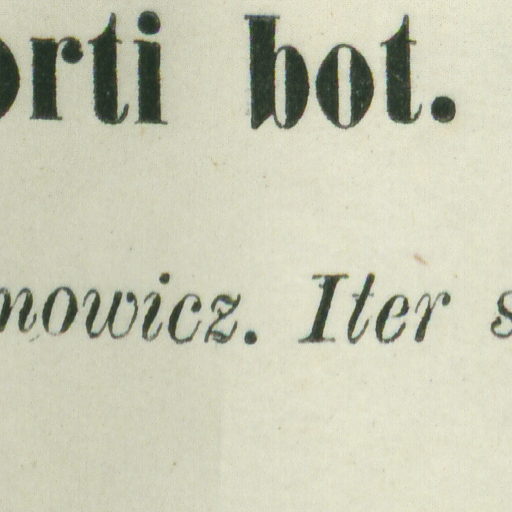 orti bot.
nowicz. Iter s